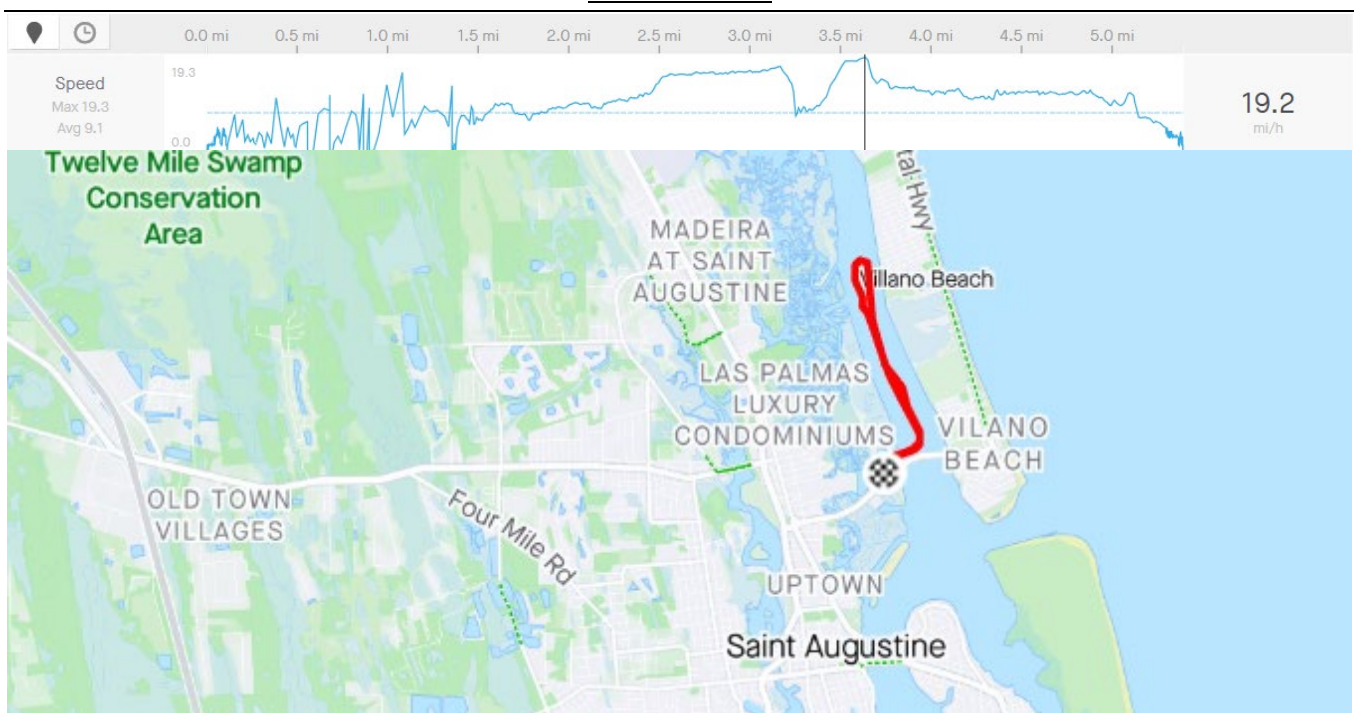 0.0 mi 0.5 mi 1.0 mi 1.5 mi 2.0 mi 2.5 mi 3.0 mi 3.5 mi 4.0 mi 4.5 mi 5.0 mi
Speed
Max 19.3
Avg 9.1
19.3
0.0
19.2
mi/h
Twelve Mile Swamp
Conservation
Area
tal Hwy
MADEIRA
AT SAINT
AUGUSTINE
Villano Beach
LAS PALMAS
LUXURY
CONDOMINIUMS
VILANO
BEACH
OLD TOWN
VILLAGES
Four Mile Rd
UPTOWN
Saint Augustine